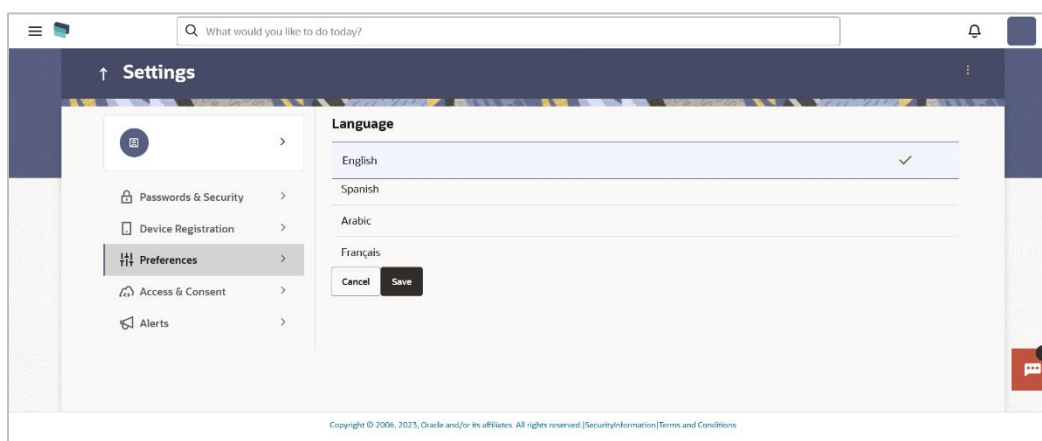 What would you like to do today?
Settings
Passwords & Security
Device Registration
Preferences
Access & Consent
Alerts
Language
English
Spanish
Arabic
Français
Cancel Save
Copyright © 2006, 2023, Oracle and/or its affiliates. All rights reserved.|SecurityInformation|Terms and Conditions